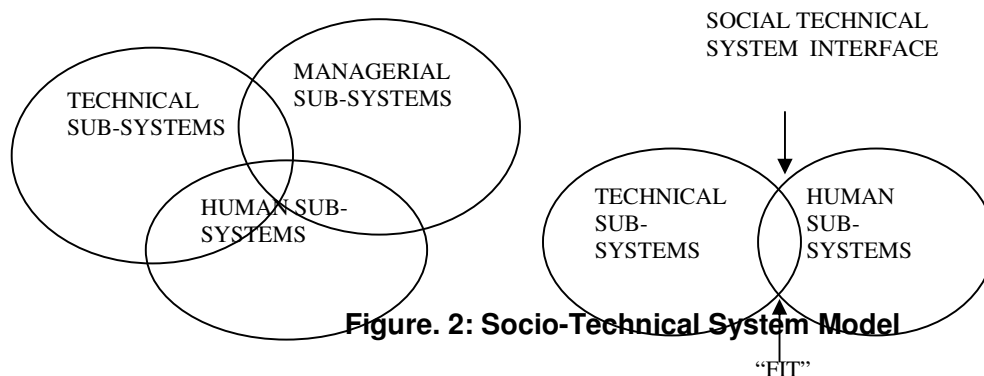 TECHNICAL
SUB-SYSTEMS
MANAGERIAL
SUB-SYSTEMS
HUMAN SUB-
SYSTEMS
SOCIAL TECHNICAL
SYSTEM INTERFACE
TECHNICAL
SUB-
SYSTEMS
HUMAN
SUB-
SYSTEMS
Figure. 2: Socio-Technical System Model
“FIT”